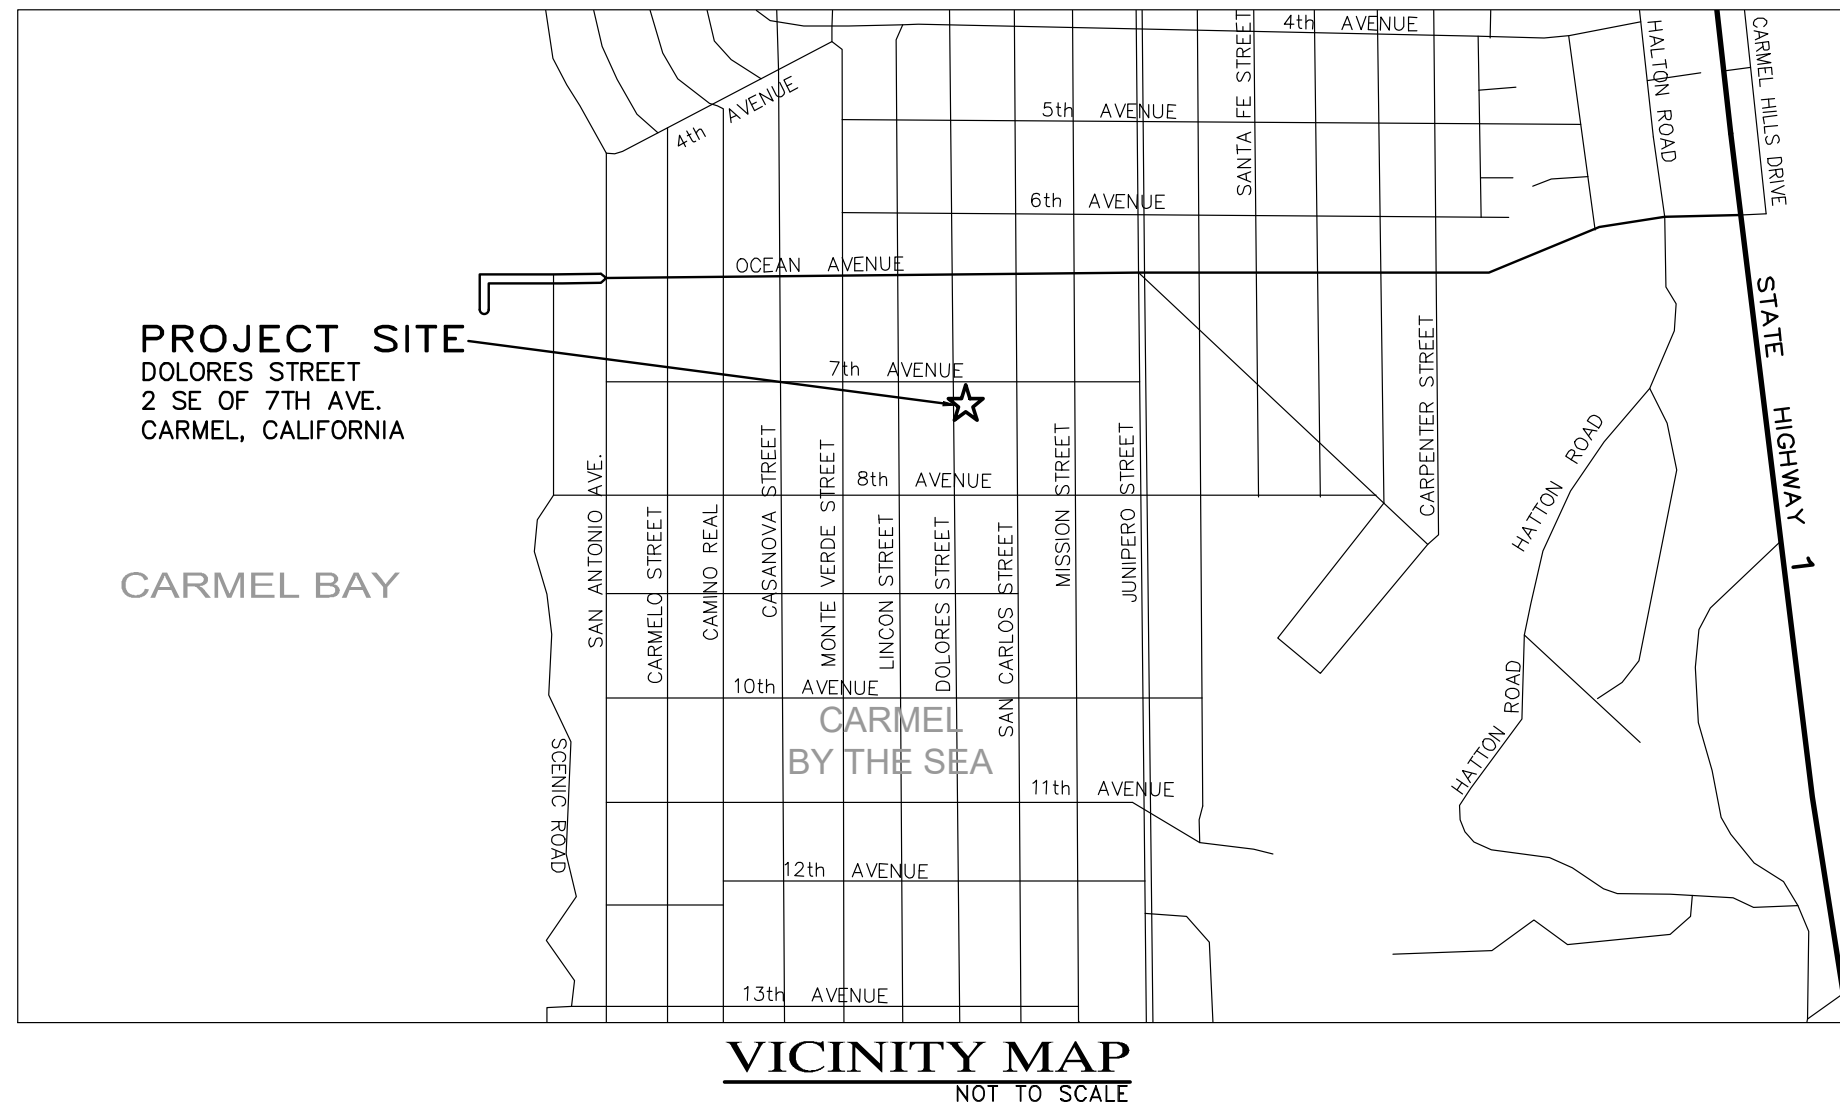 4th AVENUE
HALTON ROAD
CARMEL HILLS DRIVE
SANTA FE STREET
4th AVENUE
5th AVENUE
6th AVENUE
OCEAN AVENUE
STATE HIGHWAY 1
PROJECT SITE
DOLORES STREET
2 SE OF 7TH AVE.
CARMEL, CALIFORNIA
7th AVENUE
CARPENTER STREET
HATTON ROAD
8th AVENUE
SAN ANTONIO AVE.
CARMELO STREET
CAMINO REAL
CASANOVA STREET
MONTE VERDE STREET
LINCON STREET
DOLORES STREET
SAN CARLOS STREET
MISSION STREET
JUNIPERO STREET
CARMEL BAY
10th AVENUE
HATTON ROAD
CARMEL
BY THE SEA
SCENIC ROAD
11th AVENUE
12th AVENUE
13th AVENUE
VICINITY MAP
NOT TO SCALE